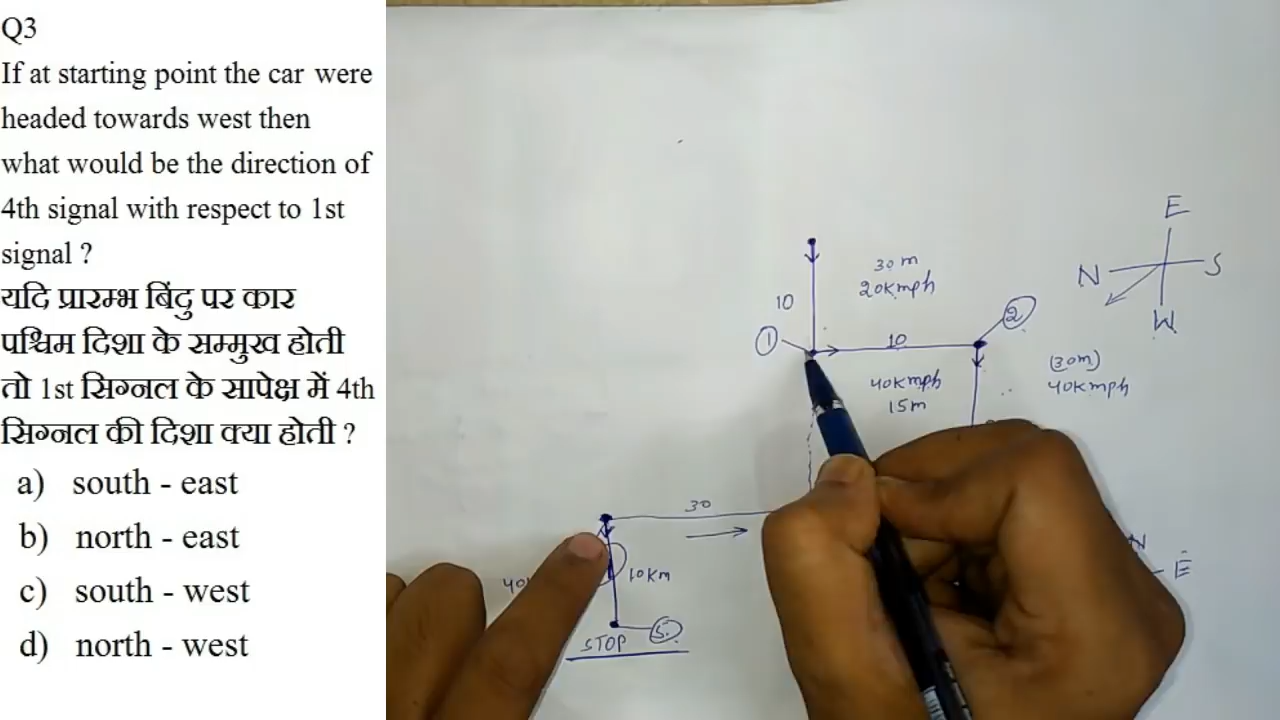 Q3
If at starting point the car were
headed towards west then
what would be the direction of
4th signal with respect to 1st
signal ?
यदि प्रारम्भ बिंदु पर कार
पश्चिम दिशा के सम्मुख होती
तो 1st सिग्नल के सापेक्ष में 4th
सिग्नल की दिशा क्या होती ?
a) south - east
b) north - east
c) south - west
d) north - west
E
N S
W
30m
20kmph
10
1
10
2
40kmph
15m
(30m)
40kmph
30
10km
STOP
5
N
E